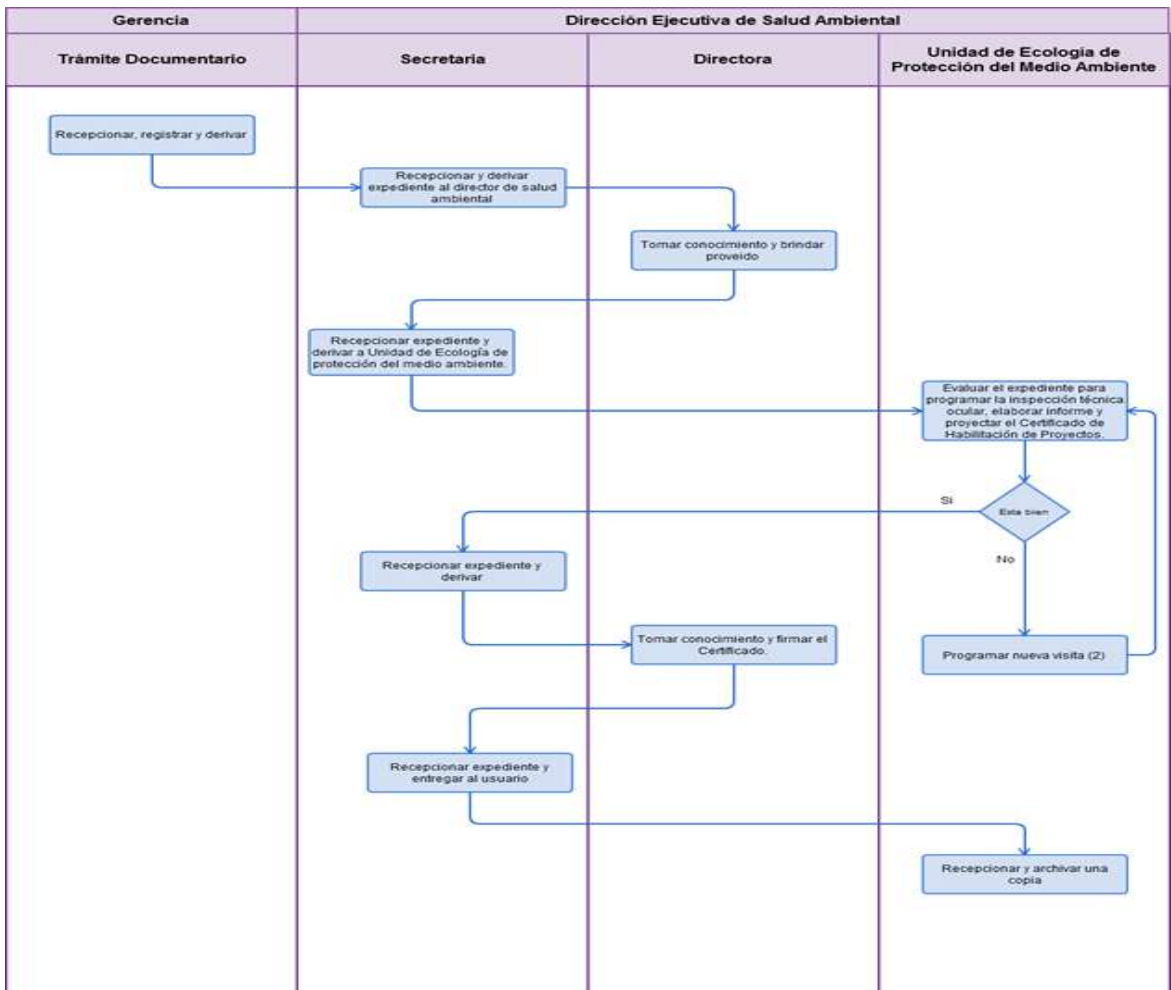 Gerencia
Dirección Ejecutiva de Salud Ambiental
Trámite Documentario
Secretaria
Directora
Unidad de Ecología de
Protección del Medio Ambiente
Recepcionar, registrar y derivar
Recepcionar y derivar
expediente al director de salud
ambiental
Tomar conocimiento y brindar
proveido
Recepcionar expediente y
derivar a Unidad de Ecología de
protección del medio ambiente.
Evaluar el expediente para
programar la inspección técnica
ocular, elaborar informe y
proyectar el Certificado de
Habilitación de Proyectos.
Si
Esta bien
No
Recepcionar expediente y
derivar
Tomar conocimiento y firmar el
Certificado.
Programar nueva visita (2)
Recepcionar expediente y
entregar al usuario
Recepcionar y archivar una
copia